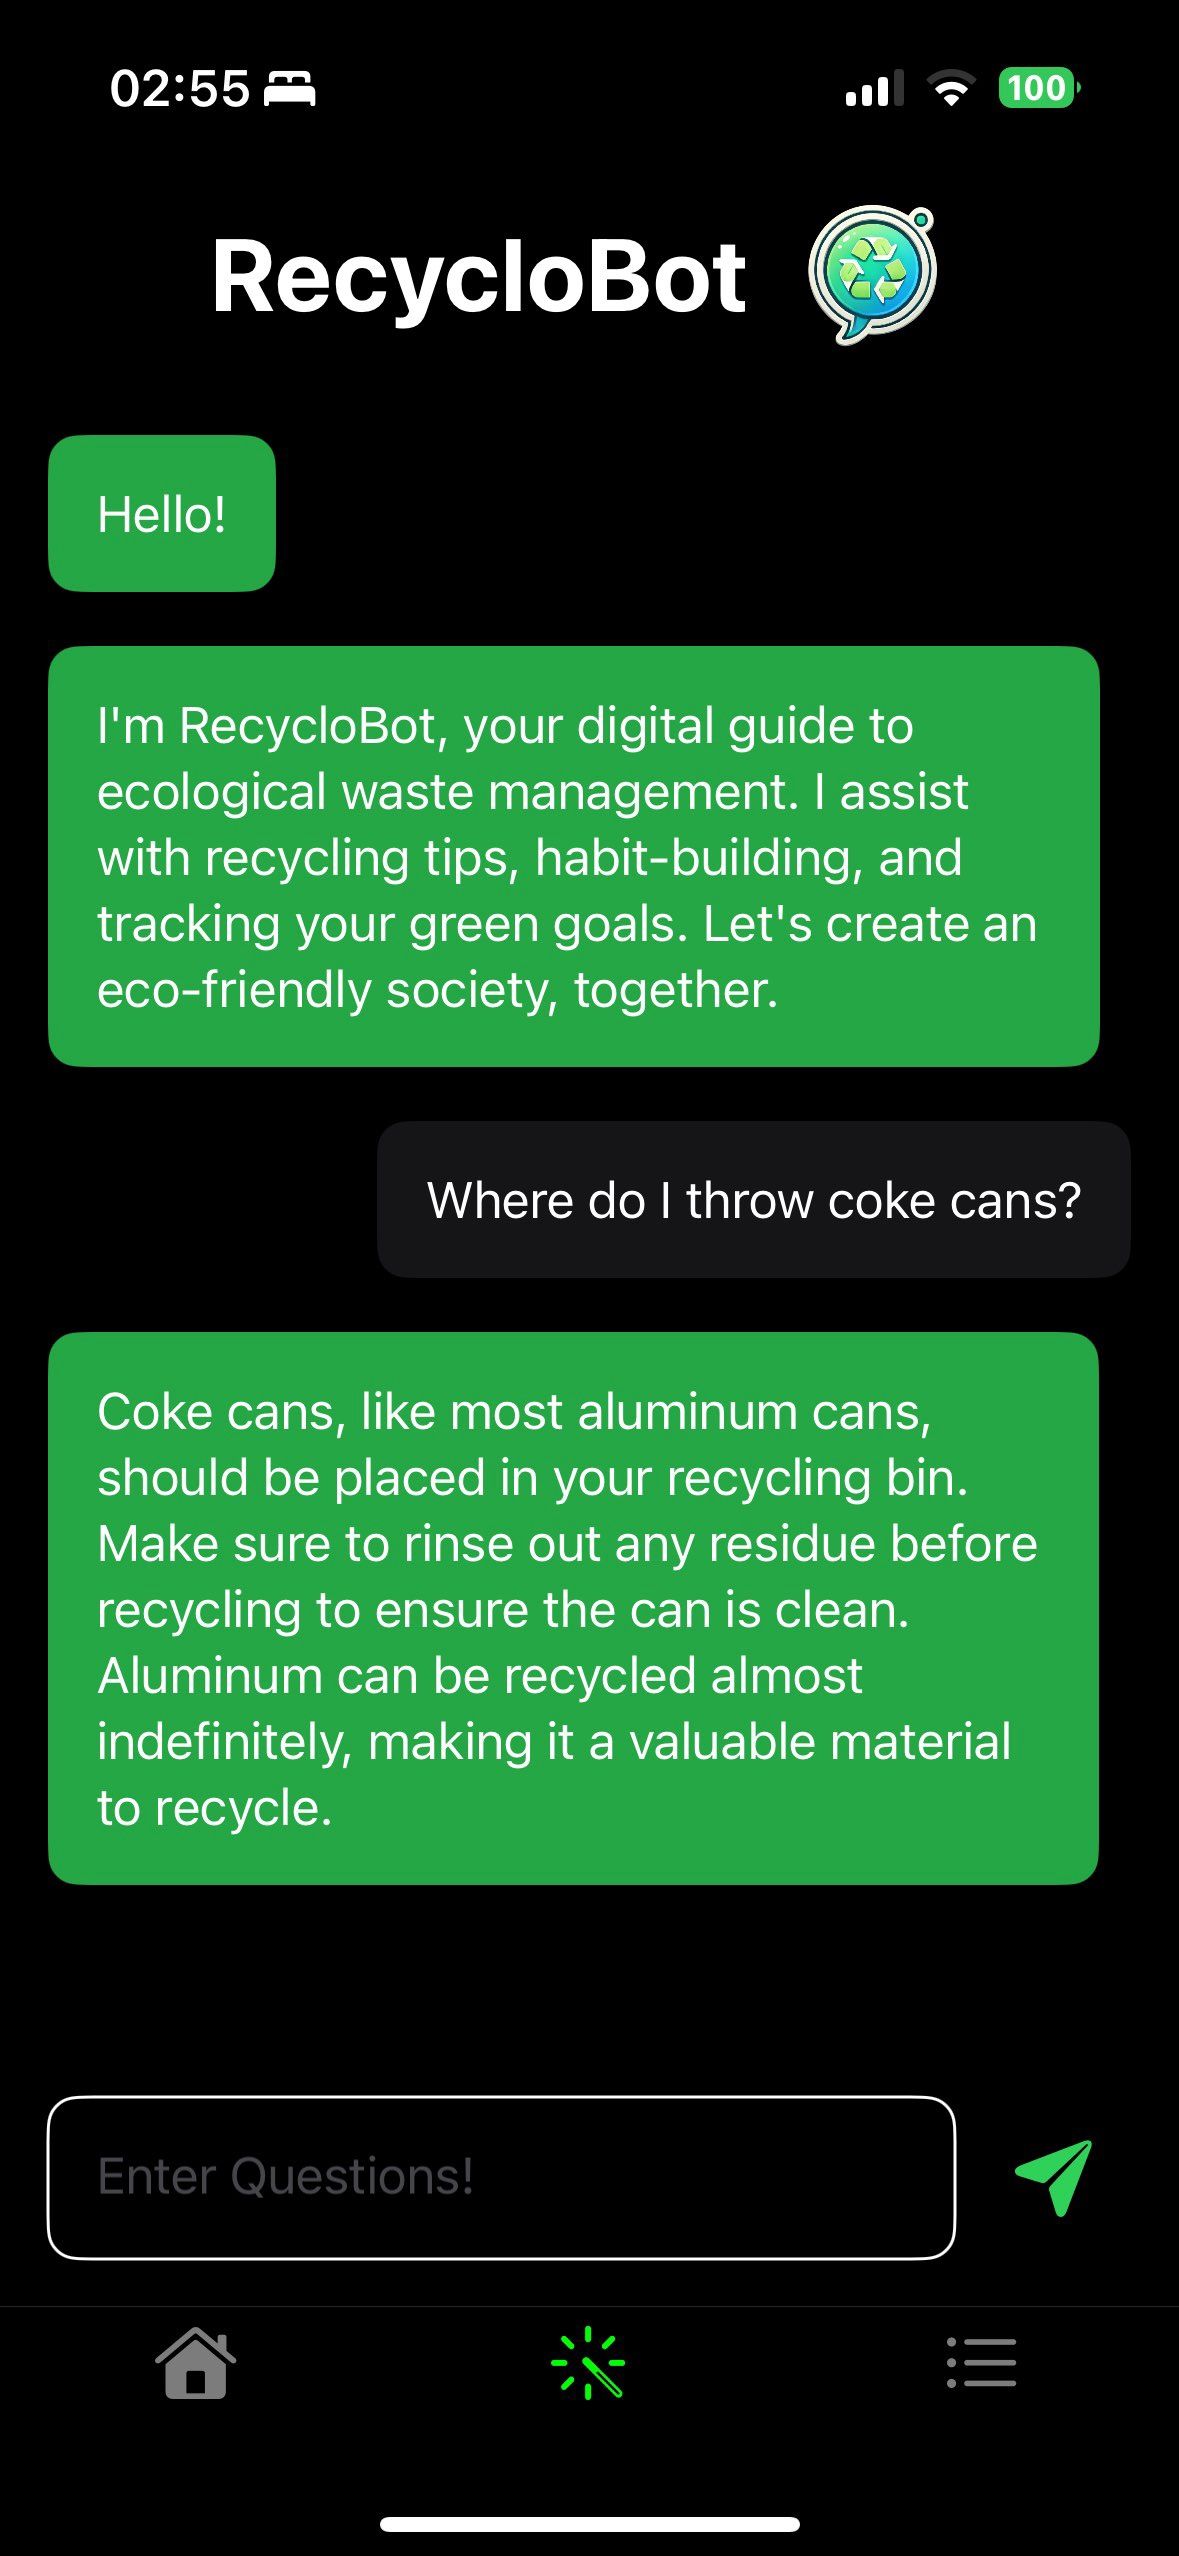 02:55
100
RecycloBot
Hello!
I'm RecycloBot, your digital guide to
ecological waste management. I assist
with recycling tips, habit-building, and
tracking your green goals. Let's create an
eco-friendly society, together.
Where do I throw coke cans?
Coke cans, like most aluminum cans,
should be placed in your recycling bin.
Make sure to rinse out any residue before
recycling to ensure the can is clean.
Aluminum can be recycled almost
indefinitely, making it a valuable material
to recycle.
Enter Questions!